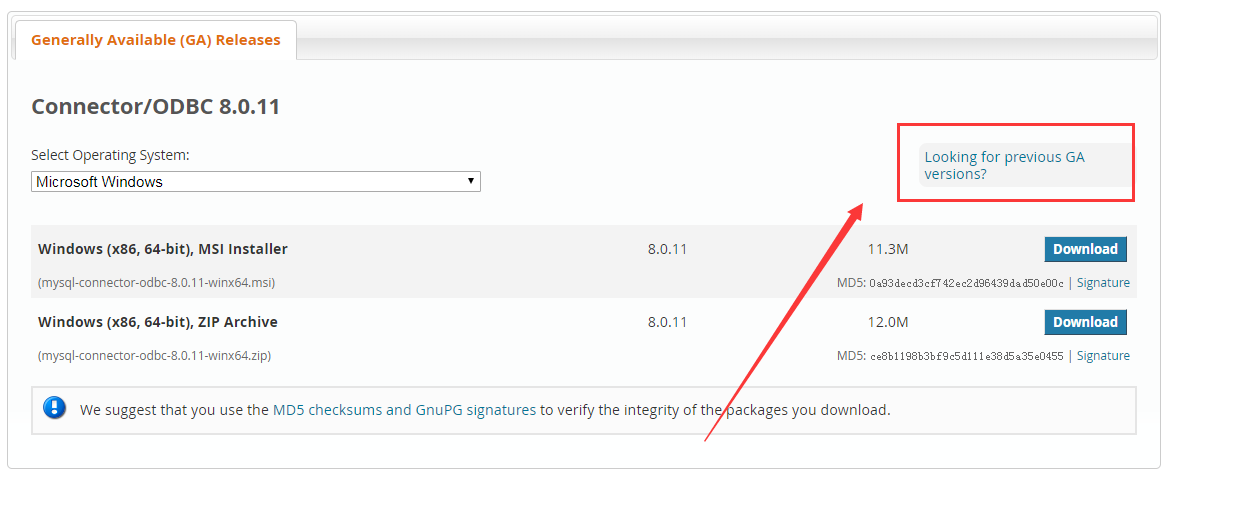 Generally Available (GA) Releases
Connector/ODBC 8.0.11
Select Operating System:
Microsoft Windows
Looking for previous GA
versions?
Windows (x86, 64-bit), MSI Installer 8.0.11 11.3M Download
(mysql-connector-odbc-8.0.11-winx64.msi) MD5: 0a93decd3cf742ec2d96439dad50e00c | Signature
Windows (x86, 64-bit), ZIP Archive 8.0.11 12.0M Download
(mysql-connector-odbc-8.0.11-winx64.zip) MD5: ce8b1198b3bf9c5d111e38d5a35e0455 | Signature
We suggest that you use the MD5 checksums and GnuPG signatures to verify the integrity of the packages you download.